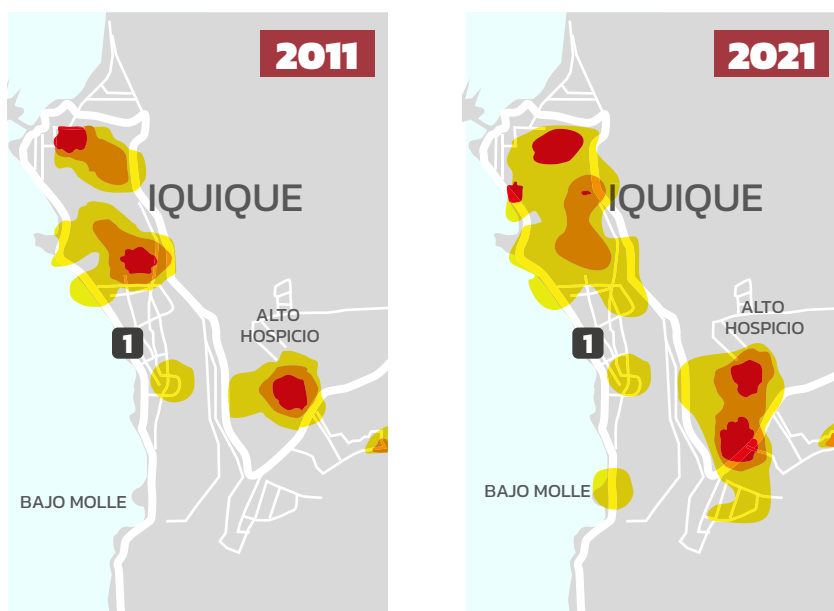 2011
IQUIQUE
ALTO
HOSPICIO
1
BAJO MOLLE
2021
IQUIQUE
ALTO
HOSPICIO
1
BAJO MOLLE